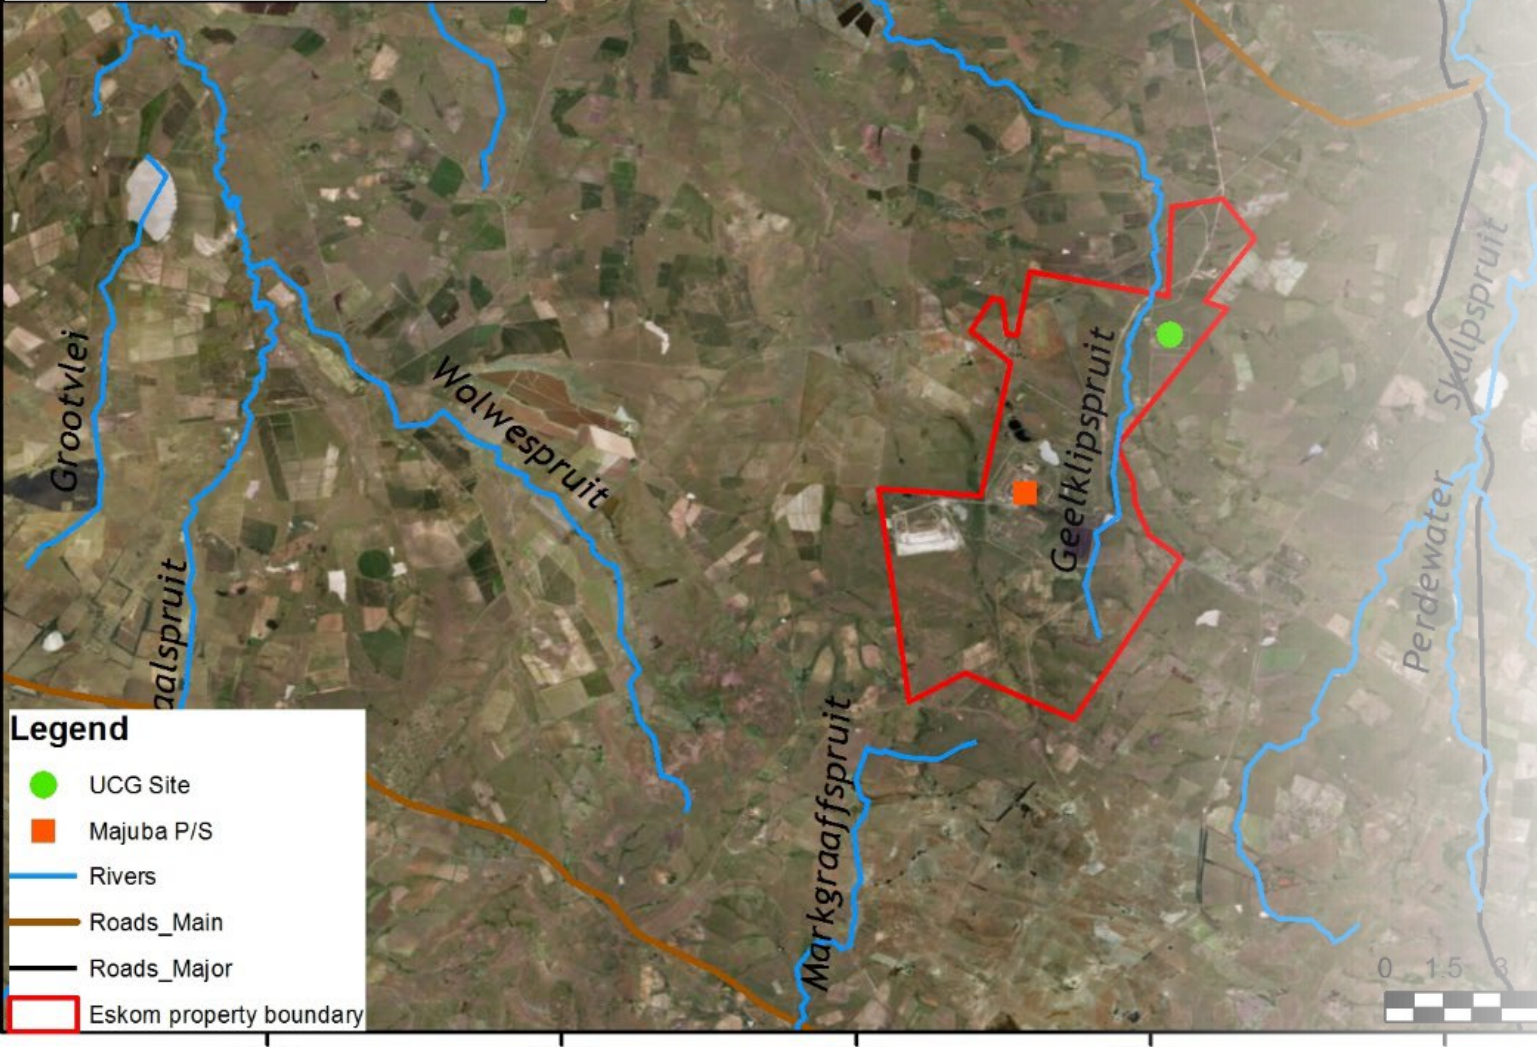 Grootvlei
aalspruit
Wolwespruit
Geelklipspruit
Markgraaffspruit
Skulpspruit
Perdewater
Legend
UCG Site
Majuba P/S
Rivers
Roads_Main
Roads_Major
Eskom property boundary
0 1.5 3